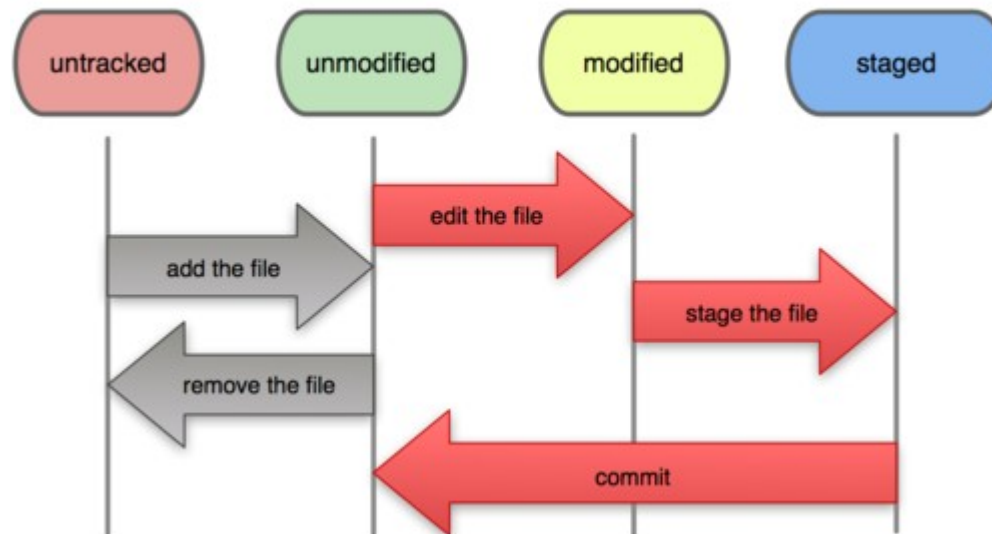 untracked
unmodified
modified
staged
edit the file
add the file
stage the file
remove the file
commit